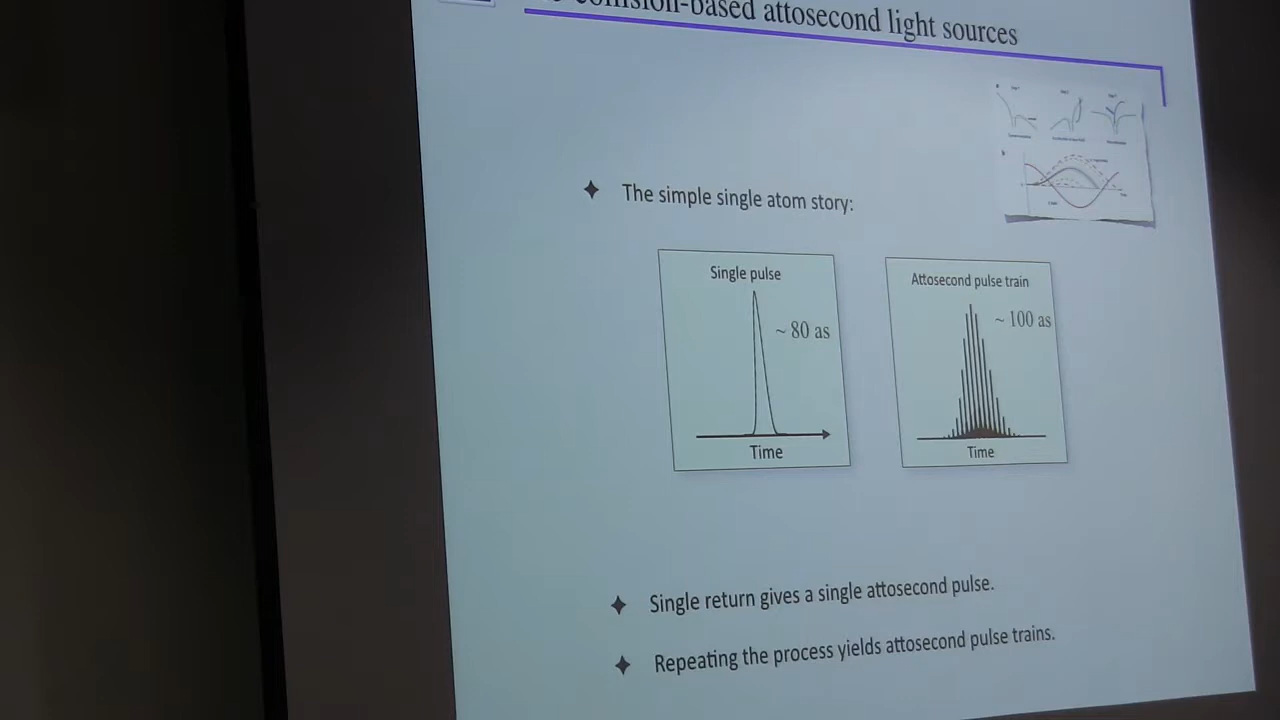 collision-based attosecond light sources
The simple single atom story:
Single pulse
~ 80 as
Time
Attosecond pulse train
~ 100 as
Time
Single return gives a single attosecond pulse.
Repeating the process yields attosecond pulse trains.